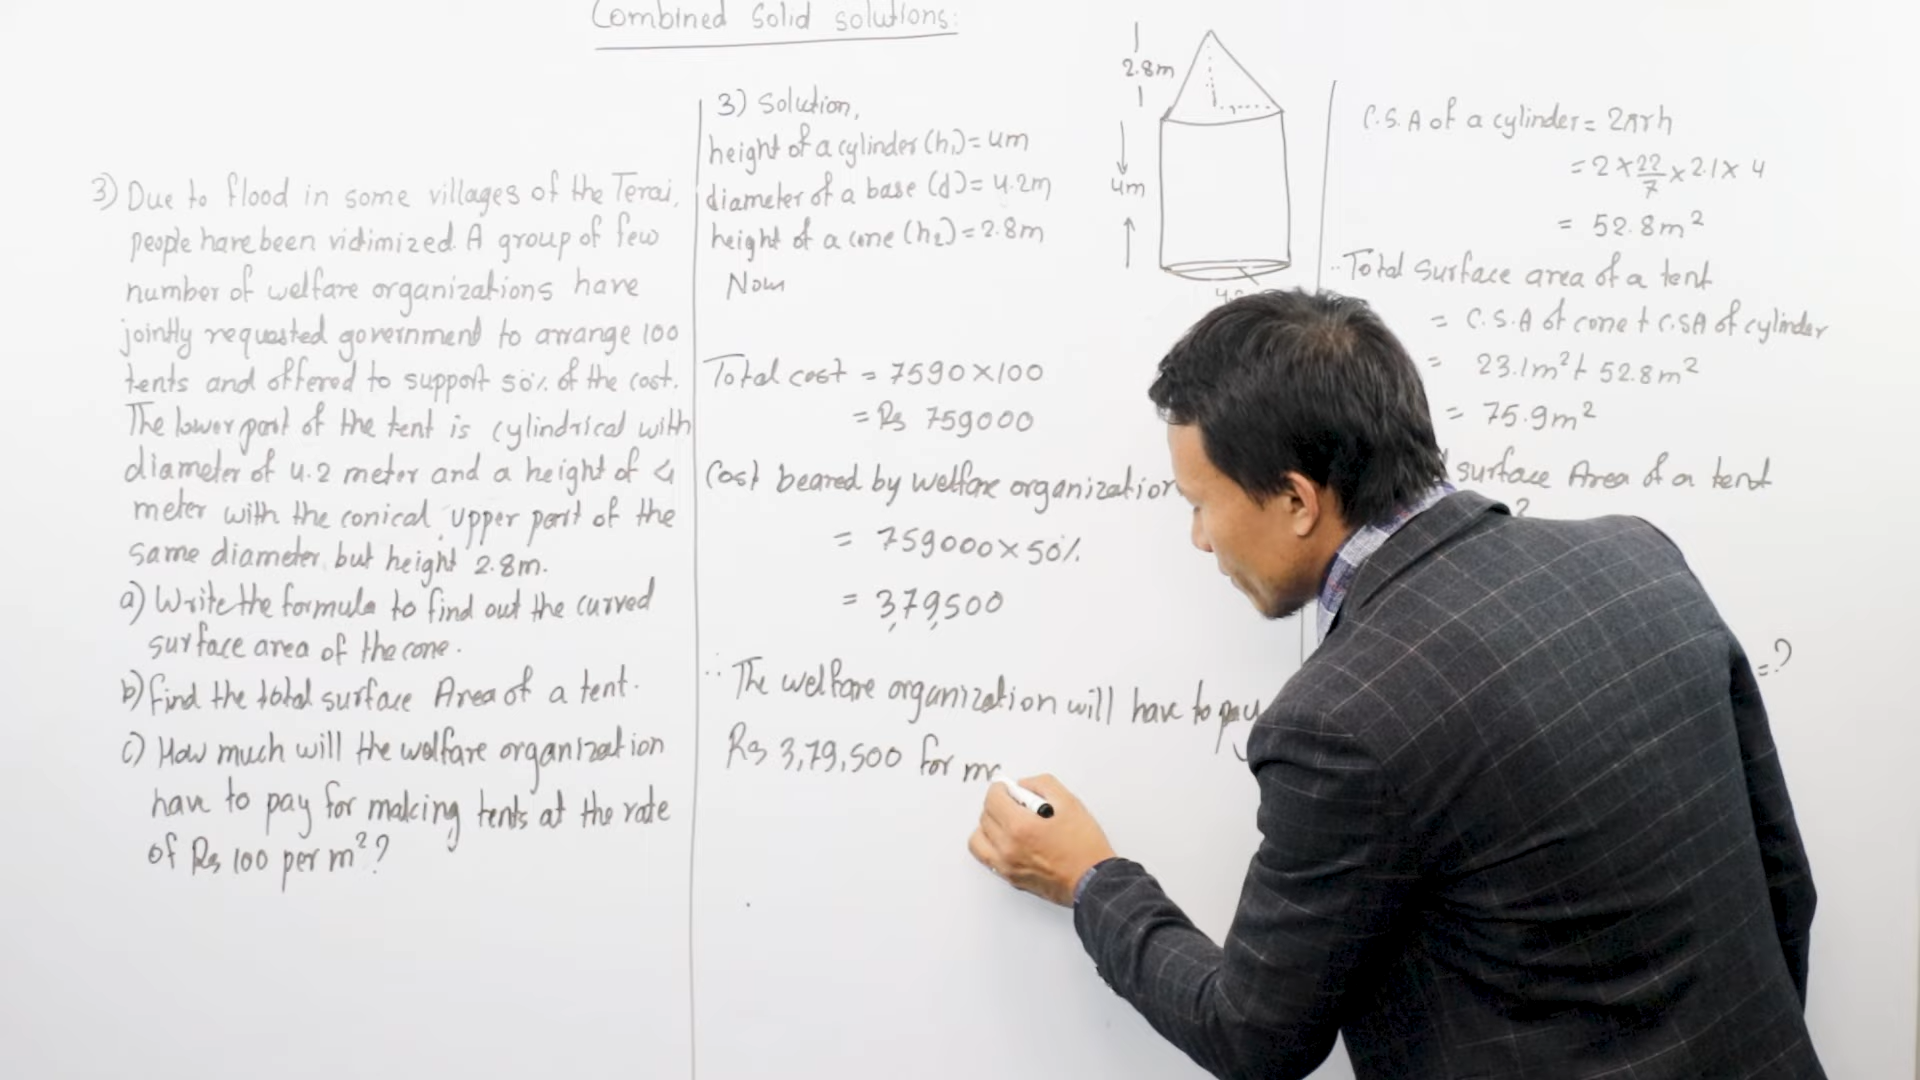 Combined Solid solutions:
3) Due to flood in some villages of the Terai,
people have been vidimized. A group of few
number of welfare organizations have
jointly requested government to arrange 100
tents and offered to support 50% of the cost.
The lower part of the tent is cylindrical with
diameter of 4.2 meter and a height of 4
meter with the conical upper part of the
same diameter but height 2.8m.
a) Write the formula to find out the curved
surface area of the cone.
b) Find the total surface Area of a tent.
c) How much will the welfare organization
have to pay for making tents at the rate
of Rs 100 per m²?
3) Solution,
height of a cylinder (h₁) = 4m
diameter of a base (d) = 4.2m
height of a cone (h₂) = 2.8m
Now
Total cost = 7590 × 100
= Rs 759000
Cost beared by welfare organization
= 759000 × 50%
= 3,79,500
∴ The welfare organization will have to pay
Rs 3,79,500 for
2.8m
4m
C.S.A of a cylinder = 2πrh
= 2 × 22/7 × 2.1 × 4
= 52.8m²
∴ Total surface area of a tent
= C.S.A of cone + C.S.A of cylinder
= 23.1m² + 52.8m²
= 75.9m²
surface Area of a tent
= ?